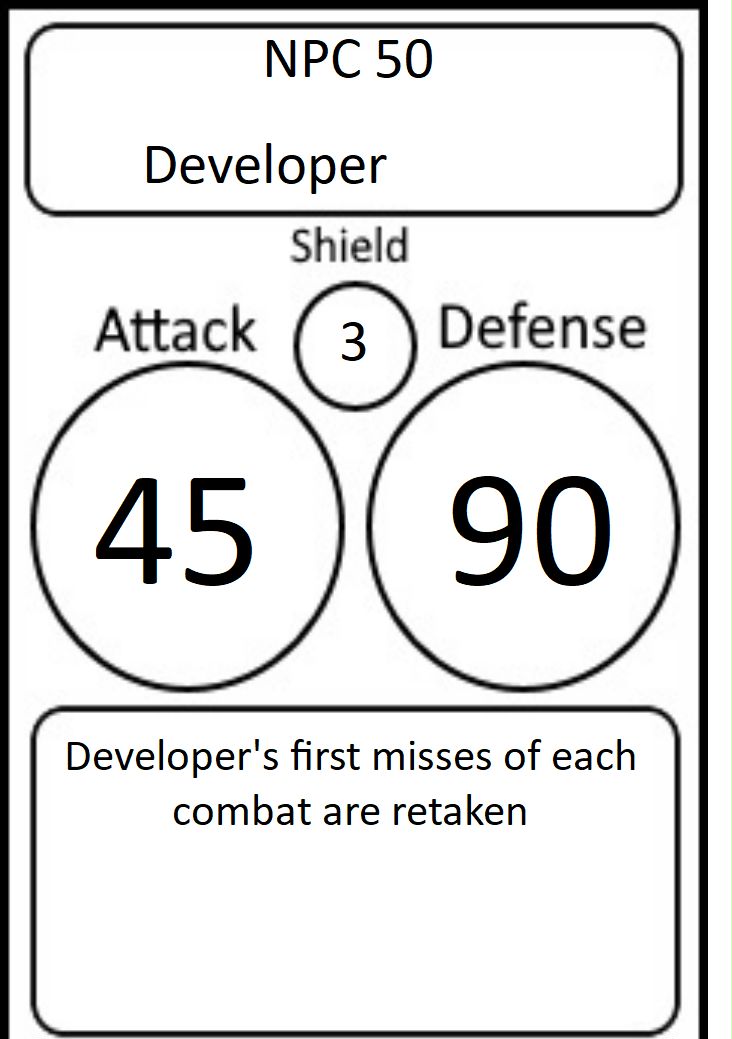 NPC 50
Developer
Shield
Attack
3
Defense
45
90
Developer's first misses of each
combat are retaken